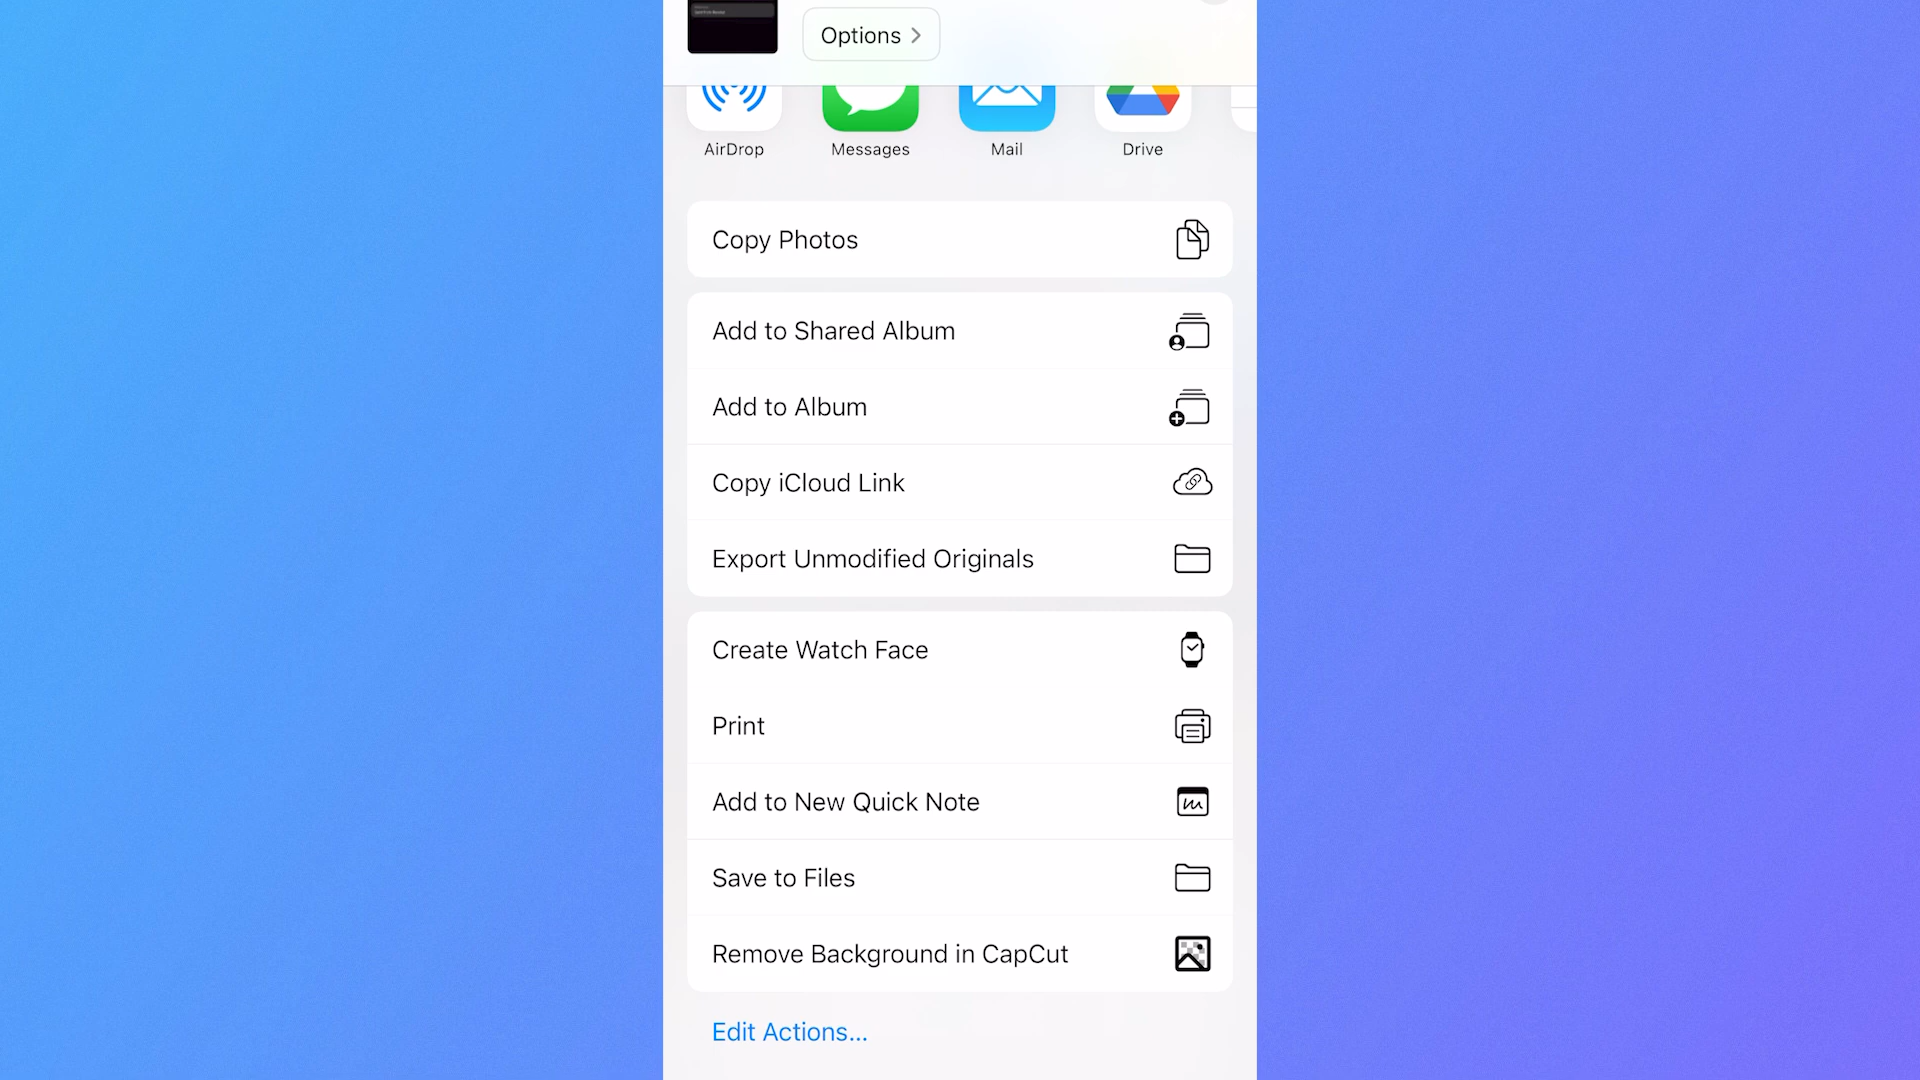 Options
AirDrop
Messages
Mail
Drive
Copy Photos
Add to Shared Album
Add to Album
Copy iCloud Link
Export Unmodified Originals
Create Watch Face
Print
Add to New Quick Note
Save to Files
Remove Background in CapCut
Edit Actions...